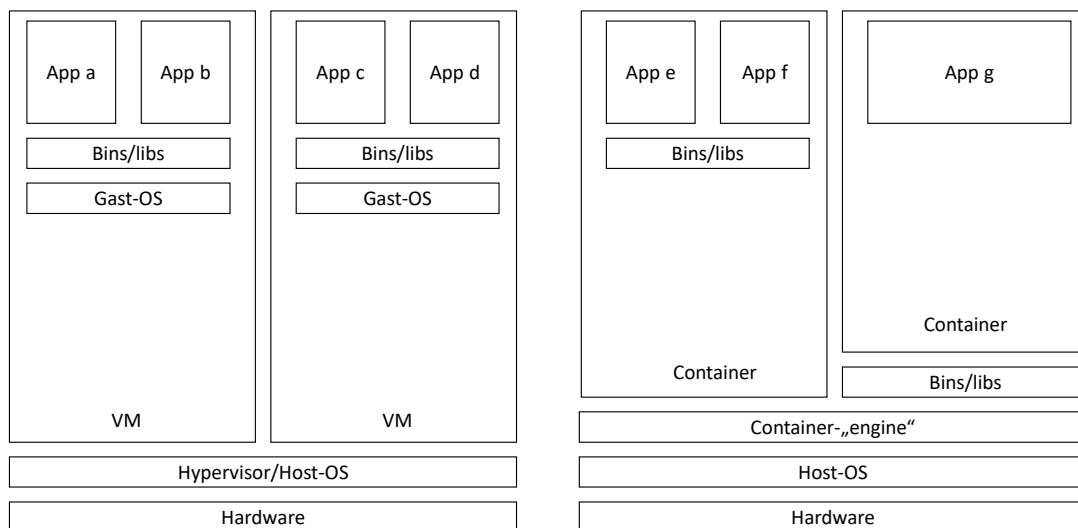 App a
App b
App c
App d
App e
App f
App g
Bins/libs
Bins/libs
Bins/libs
Gast-OS
Gast-OS
Container
Container
Bins/libs
VM
VM
Container-„engine“
Hypervisor/Host-OS
Host-OS
Hardware
Hardware